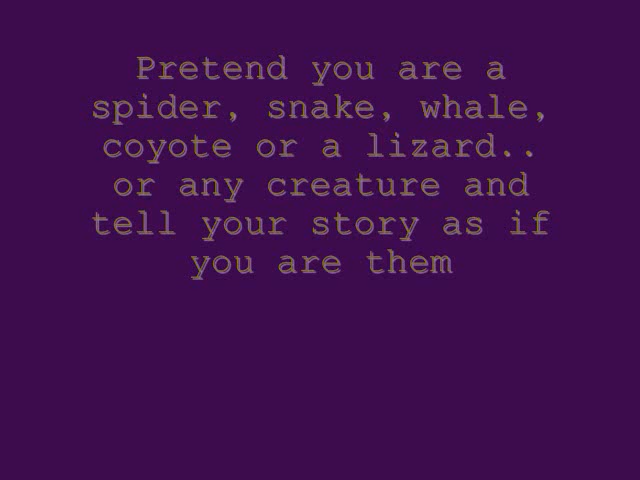 Pretend you are a
spider, snake, whale,
coyote or a lizard..
or any creature and
tell your story as if
you are them